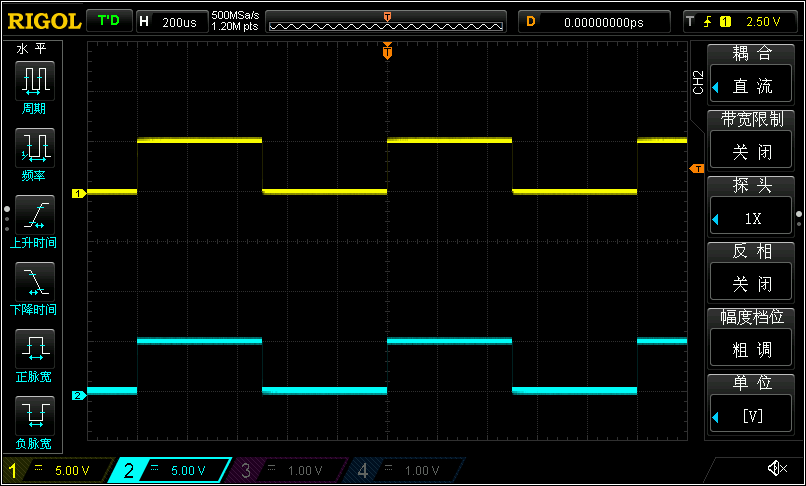 RIGOL T'D H 200us 500MSa/s D 0.00000000ps T 1 2.50 V
1.20M pts
T
水 平
T
周期
频率
上升时间
下降时间
正脉宽
负脉宽
1
2
T
CH2
耦 合
直 流
带宽限制
关 闭
探 头
1X
反 相
关 闭
幅度档位
粗 调
单 位
[V]
1 5.00 V 2 5.00 V 3 1.00 V 4 1.00 V